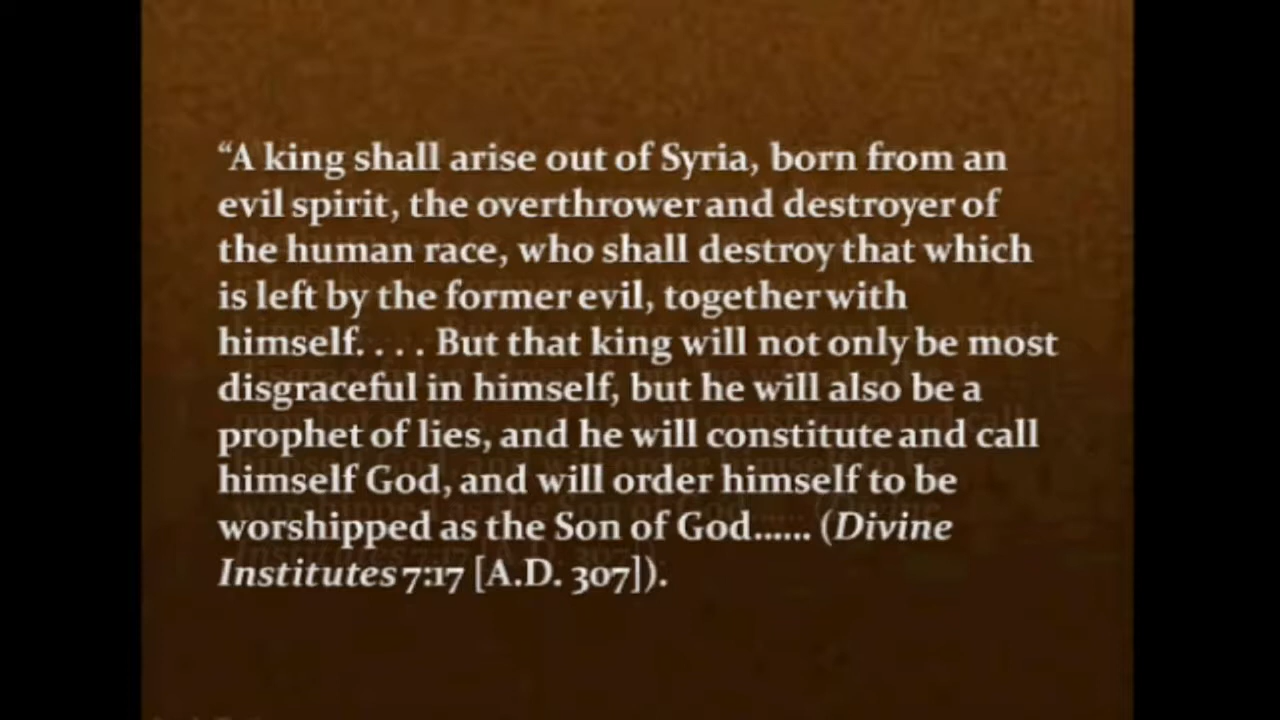 “A king shall arise out of Syria, born from an
evil spirit, the overthrower and destroyer of
the human race, who shall destroy that which
is left by the former evil, together with
himself. . . . But that king will not only be most
disgraceful in himself, but he will also be a
prophet of lies, and he will constitute and call
himself God, and will order himself to be
worshipped as the Son of God...... (Divine
Institutes 7:17 [A.D. 307]).